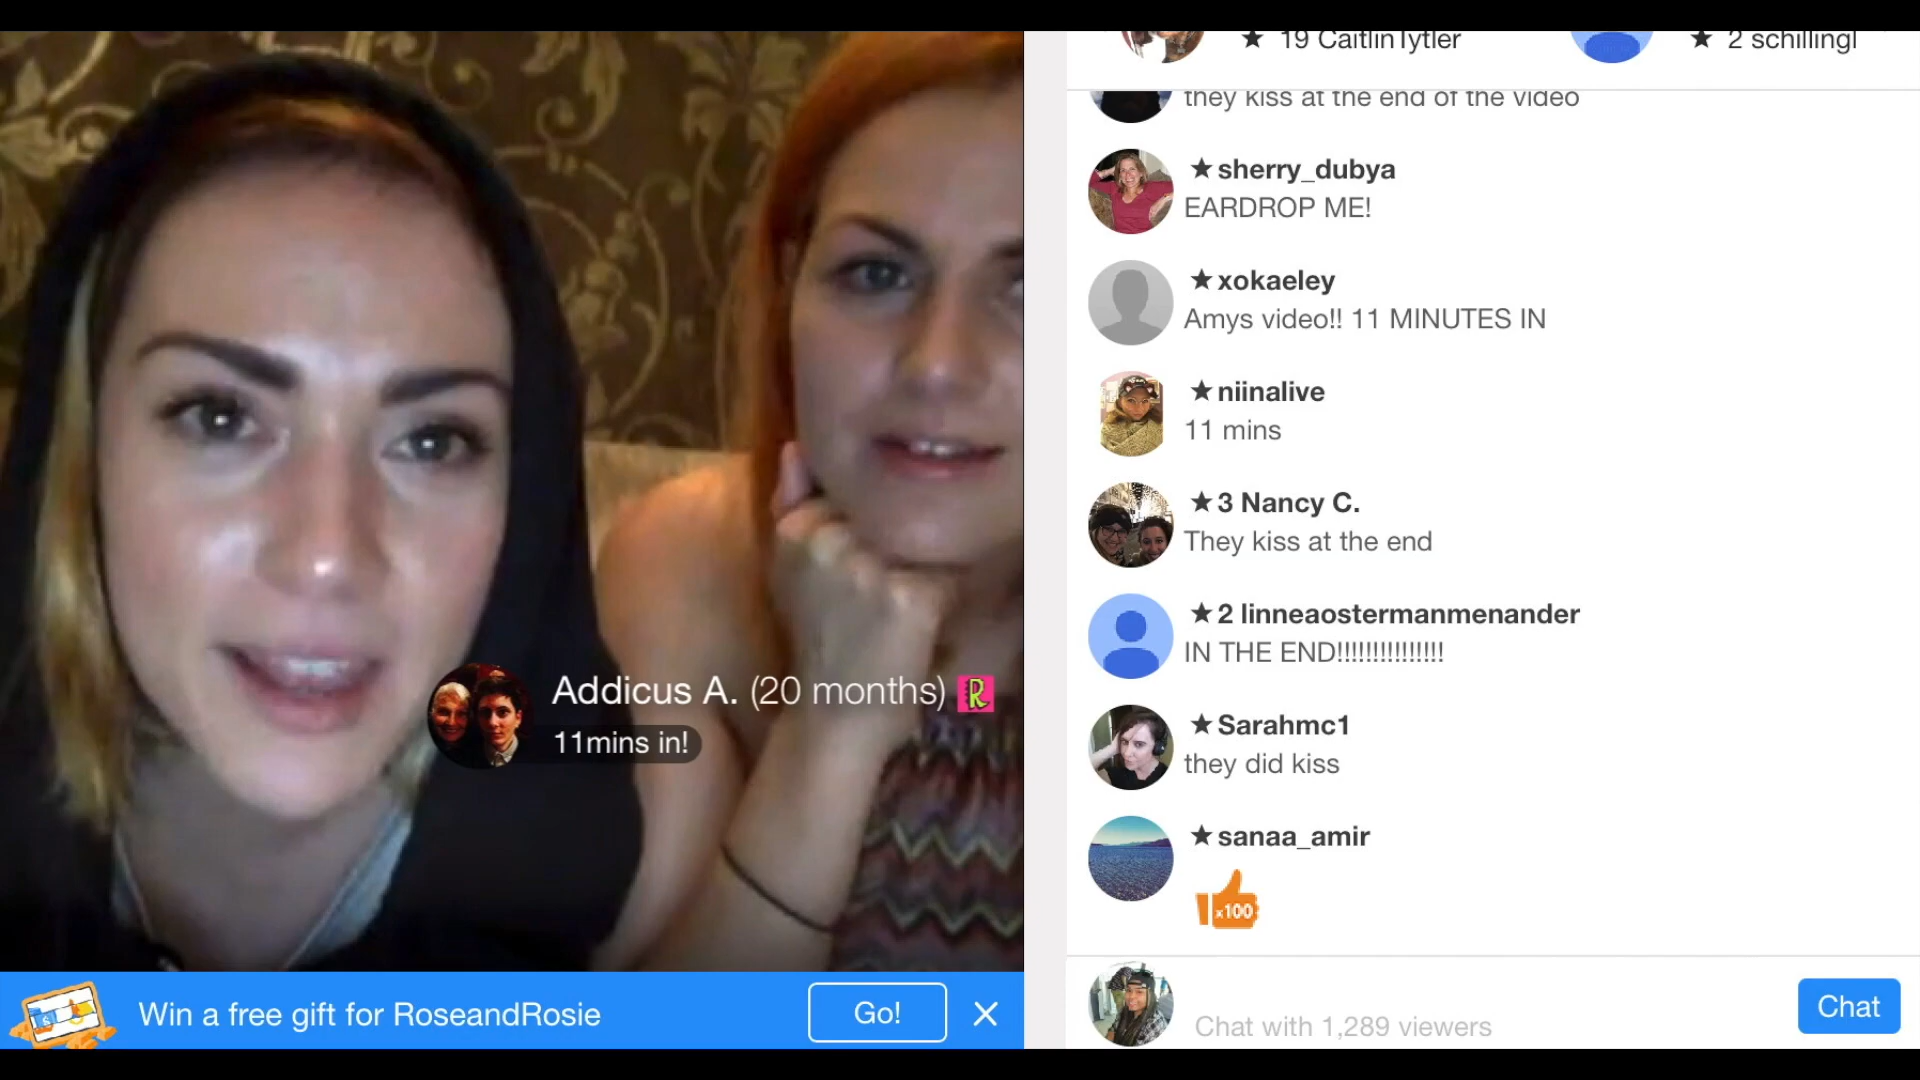 Addicus A. (20 months) R
11mins in!
Win a free gift for RoseandRosie
Go!
★ 19 CaitlinTytler
★ 2 schillingl
they kiss at the end of the video
★ sherry_dubya
EARDROP ME!
★ xokaeley
Amys video!! 11 MINUTES IN
★ niinalive
11 mins
★ 3 Nancy C.
They kiss at the end
★ 2 linneaostermanmenander
IN THE END!!!!!!!!!!!!!!!
★ Sarahmc1
they did kiss
★ sanaa_amir
x100
Chat with 1,289 viewers
Chat